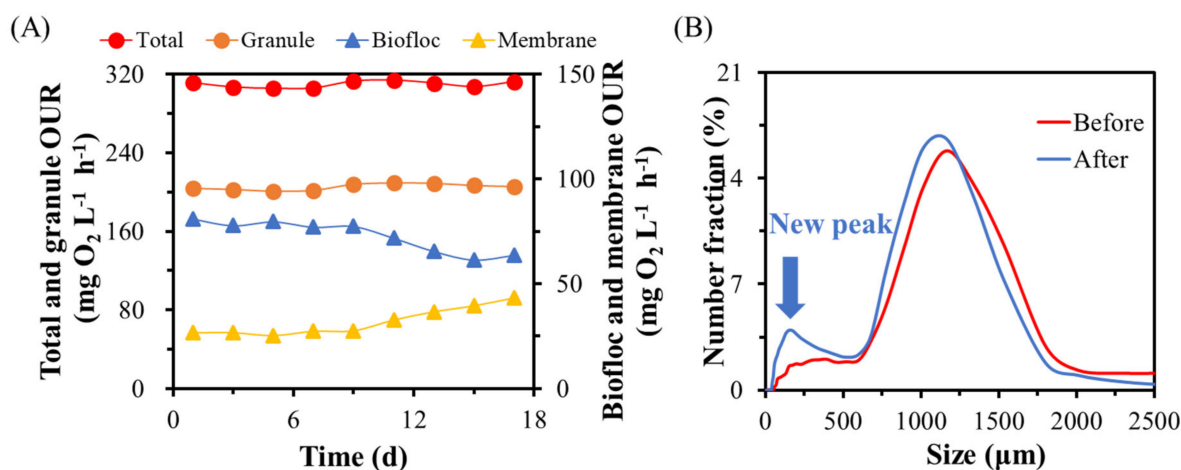 (A)
Total Granule Biofloc Membrane
Total and granule OUR
(mg O₂ L⁻¹ h⁻¹)
320
240
160
80
0
150
100
50
0
Biofloc and membrane OUR
(mg O₂ L⁻¹ h⁻¹)
0 6 12 18
Time (d)
(B)
Number fraction (%)
21
14
7
0
Before
After
New peak
0 500 1000 1500 2000 2500
Size (μm)